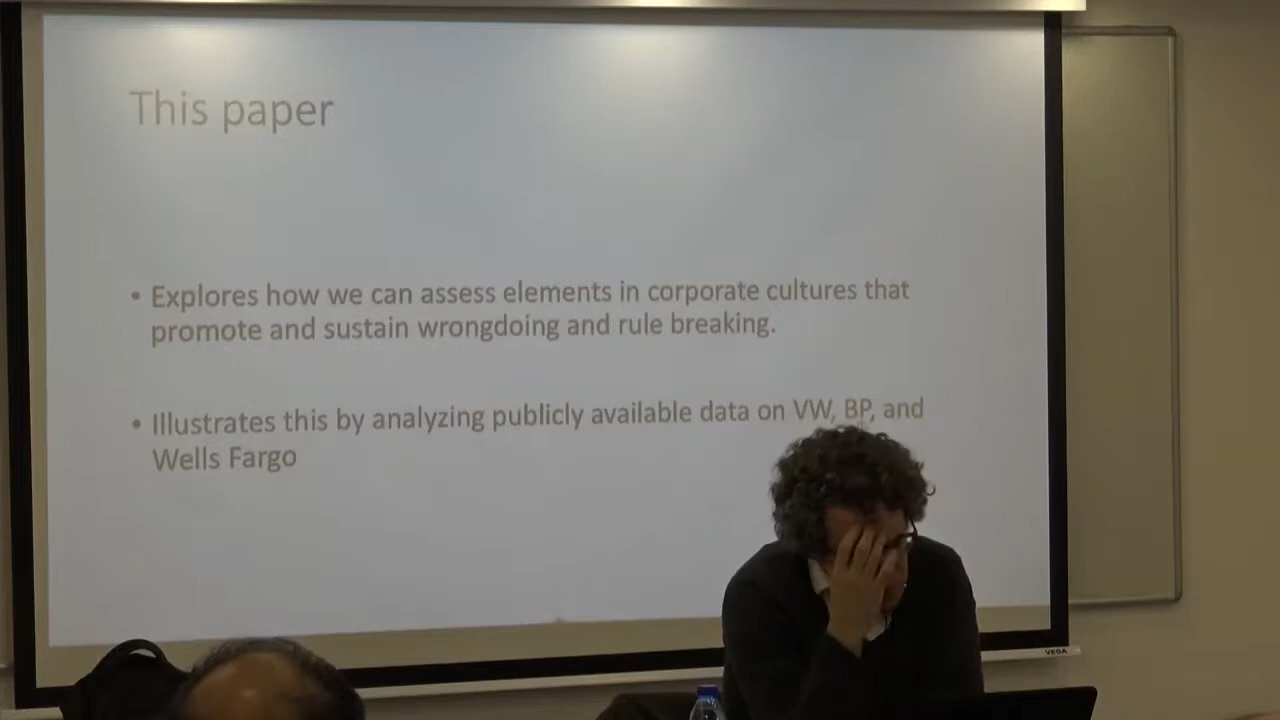 This paper
• Explores how we can assess elements in corporate cultures that
promote and sustain wrongdoing and rule breaking.
• Illustrates this by analyzing publicly available data on VW, BP, and
Wells Fargo
VEGA